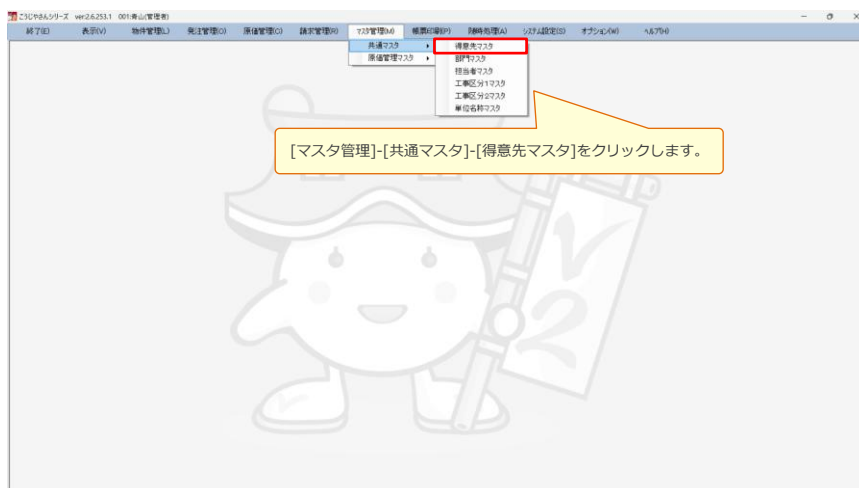 こうじやさんシリーズ ver.2.6.253.1 001:青山(管理者)
終了(E) 表示(V) 物件管理(L) 発注管理(O) 原価管理(C) 請求管理(R) マスタ管理(M) 帳票印刷(P) 随時処理(A) システム設定(S) オプション(W) ヘルプ(H)
共通マスタ
原価管理マスタ
得意先マスタ
部門マスタ
担当者マスタ
工事区分1マスタ
工事区分2マスタ
単位名称マスタ
[マスタ管理]-[共通マスタ]-[得意先マスタ]をクリックします。
V2